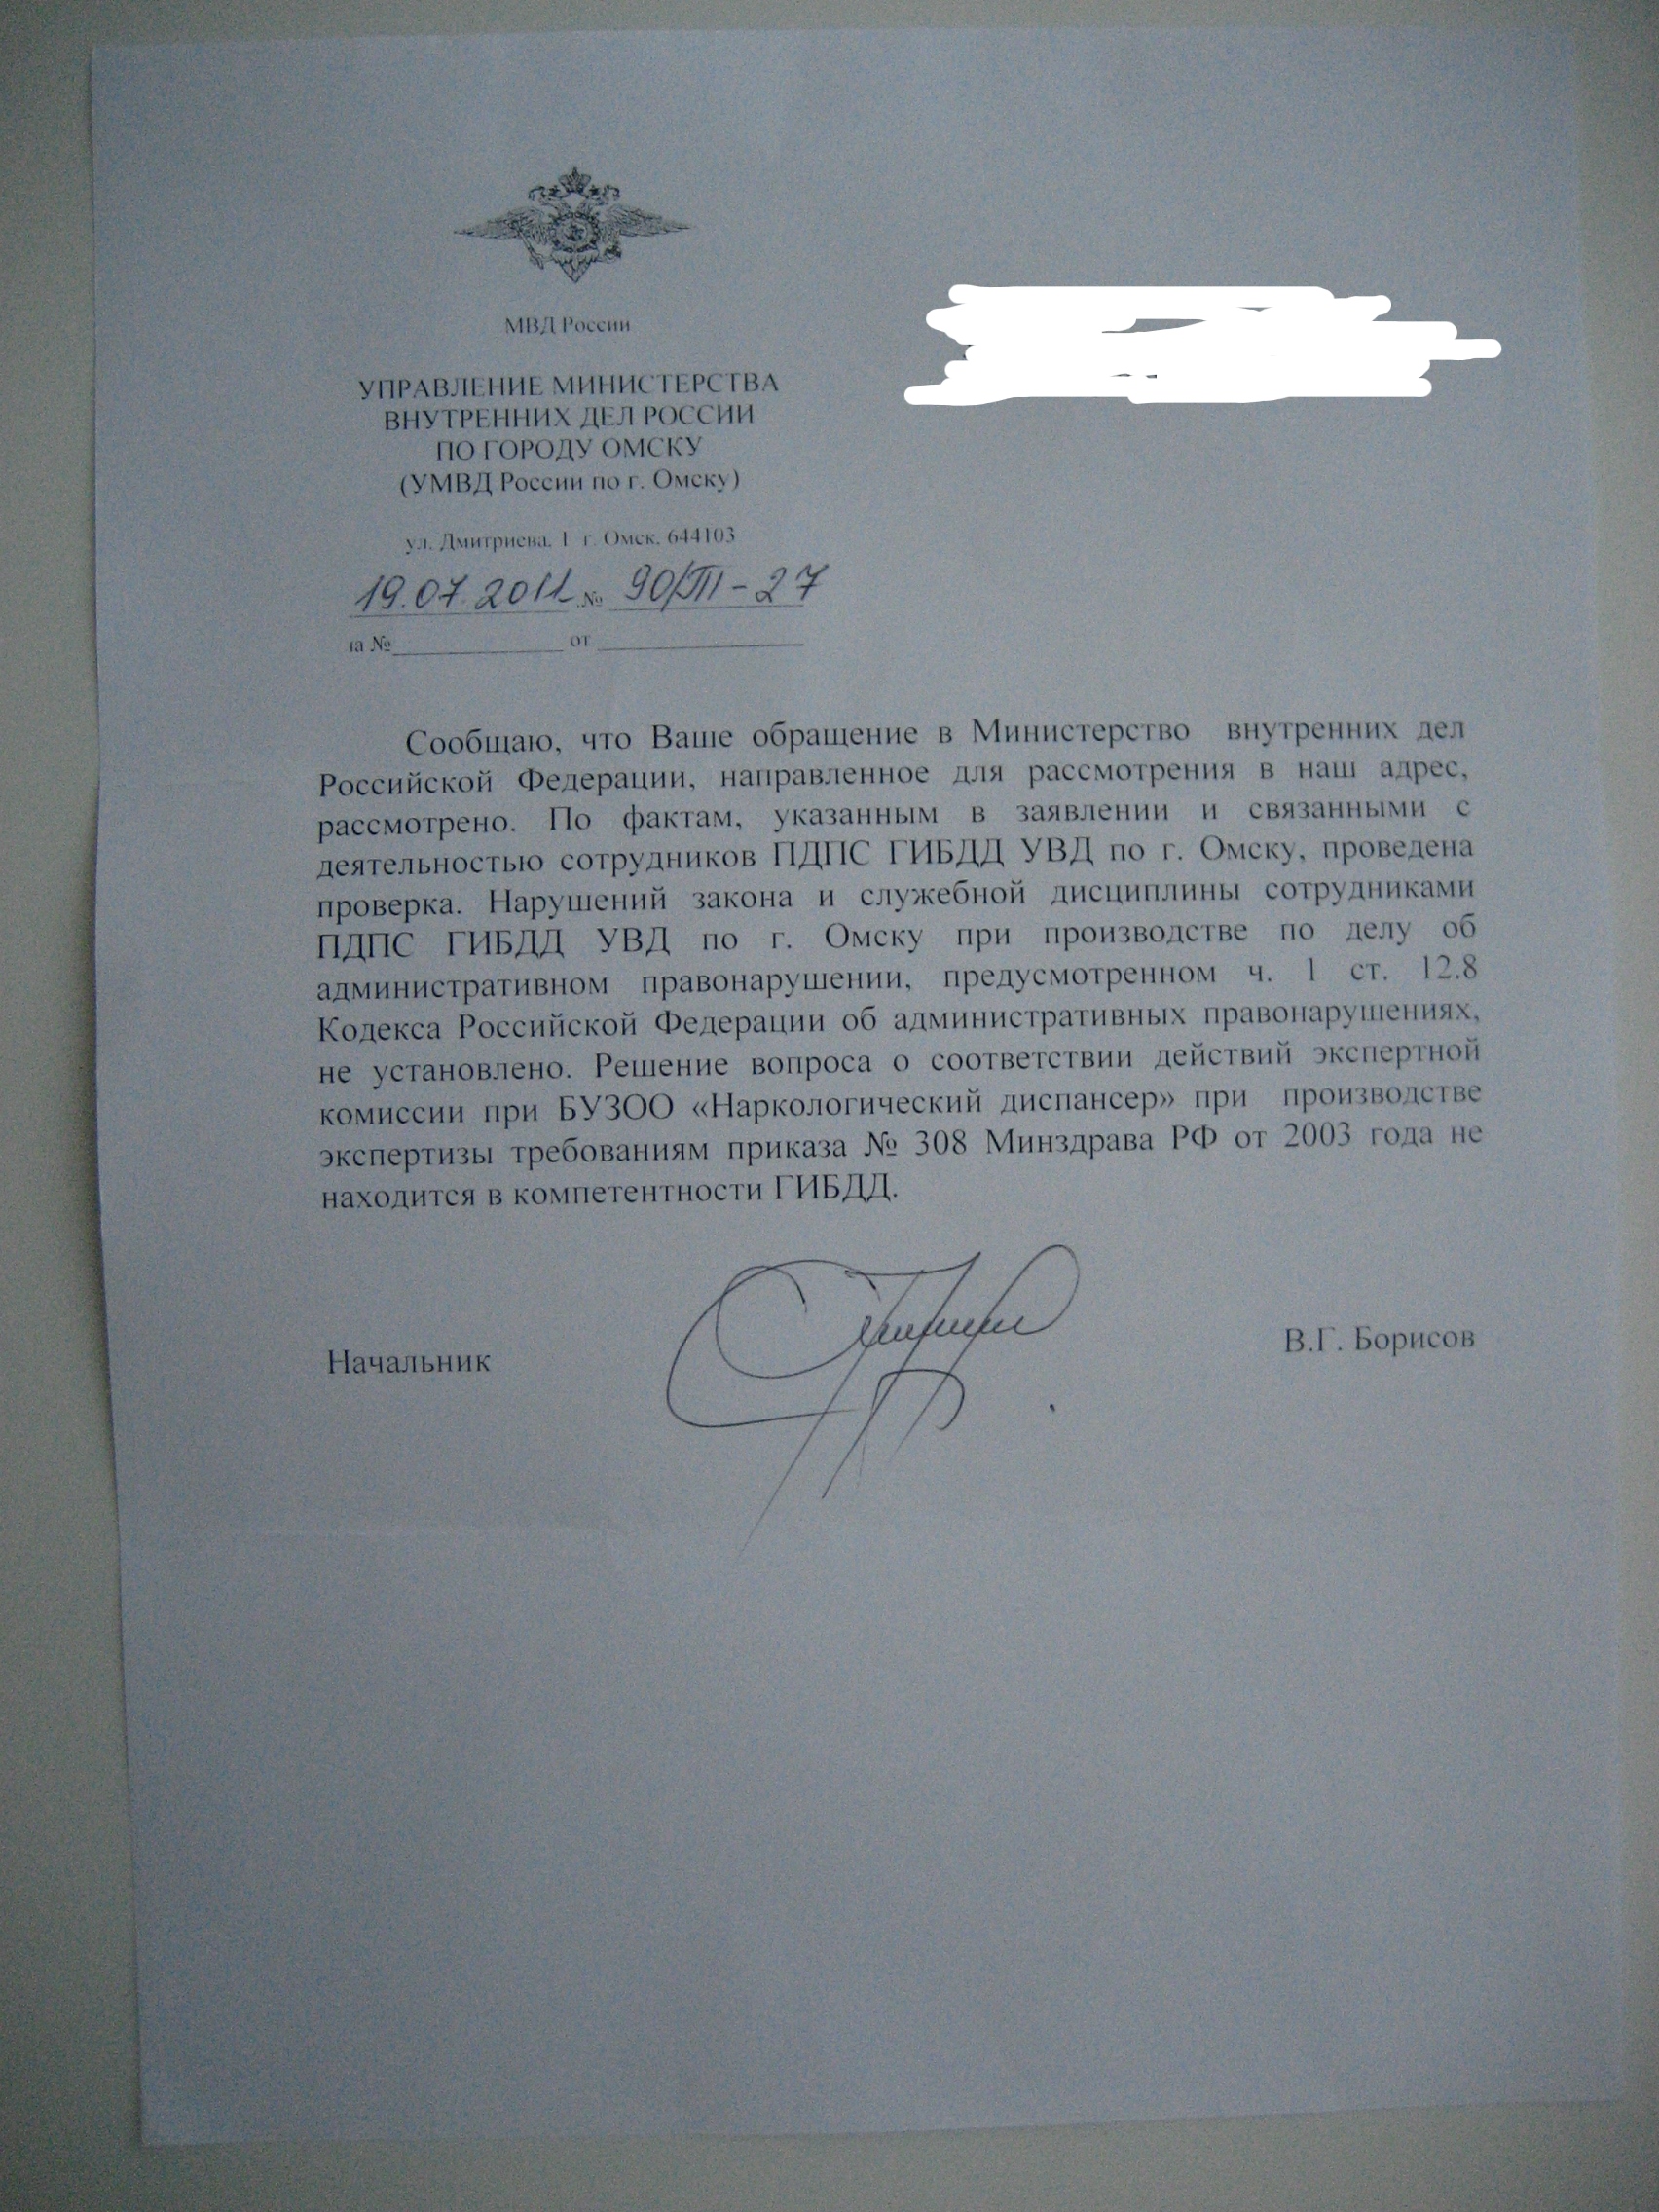 МВД России
УПРАВЛЕНИЕ МИНИСТЕРСТВА
ВНУТРЕННИХ ДЕЛ РОССИИ
ПО ГОРОДУ ОМСКУ
(УМВД России по г. Омску)
ул. Дмитриева, 1 г. Омск, 644103
19.07.2011 № 90/П-27
на № от
Сообщаю, что Ваше обращение в Министерство внутренних дел
Российской Федерации, направленное для рассмотрения в наш адрес,
рассмотрено. По фактам, указанным в заявлении и связанными с
деятельностью сотрудников ПДПС ГИБДД УВД по г. Омску, проведена
проверка. Нарушений закона и служебной дисциплины сотрудниками
ПДПС ГИБДД УВД по г. Омску при производстве по делу об
административном правонарушении, предусмотренном ч. 1 ст. 12.8
Кодекса Российской Федерации об административных правонарушениях,
не установлено. Решение вопроса о соответствии действий экспертной
комиссии при БУЗОО «Наркологический диспансер» при производстве
экспертизы требованиям приказа № 308 Минздрава РФ от 2003 года не
находится в компетентности ГИБДД.
Начальник В.Г. Борисов